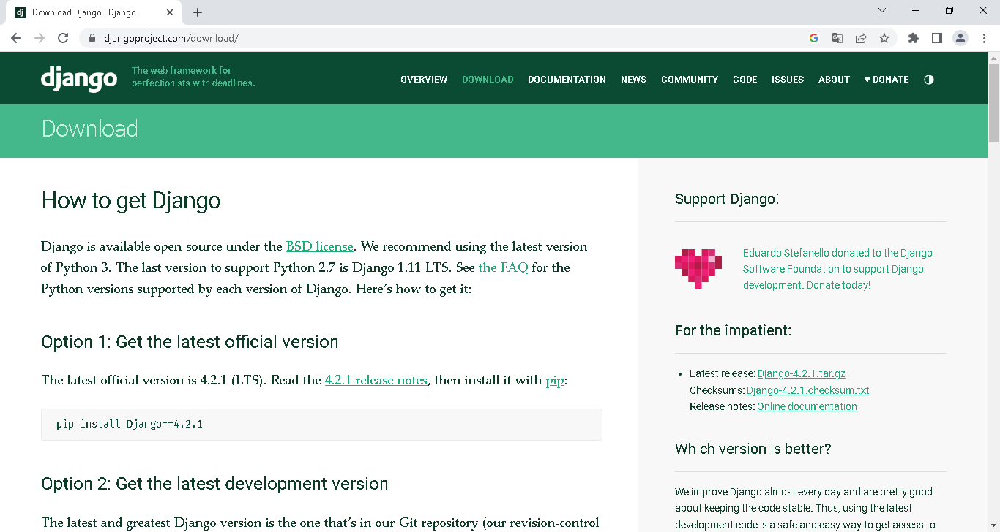 Download Django | Django
djangoproject.com/download/
django
The web framework for
perfectionists with deadlines.
OVERVIEW DOWNLOAD DOCUMENTATION NEWS COMMUNITY CODE ISSUES ABOUT ♥ DONATE
Download
How to get Django
Django is available open-source under the BSD license. We recommend using the latest version
of Python 3. The last version to support Python 2.7 is Django 1.11 LTS. See the FAQ for the
Python versions supported by each version of Django. Here’s how to get it:
Option 1: Get the latest official version
The latest official version is 4.2.1 (LTS). Read the 4.2.1 release notes, then install it with pip:
pip install Django==4.2.1
Option 2: Get the latest development version
The latest and greatest Django version is the one that’s in our Git repository (our revision-control
Support Django!
Eduardo Stefanello donated to the Django
Software Foundation to support Django
development. Donate today!
For the impatient:
• Latest release: Django-4.2.1.tar.gz
Checksums: Django-4.2.1.checksum.txt
Release notes: Online documentation
Which version is better?
We improve Django almost every day and are pretty good
about keeping the code stable. Thus, using the latest
development code is a safe and easy way to get access to